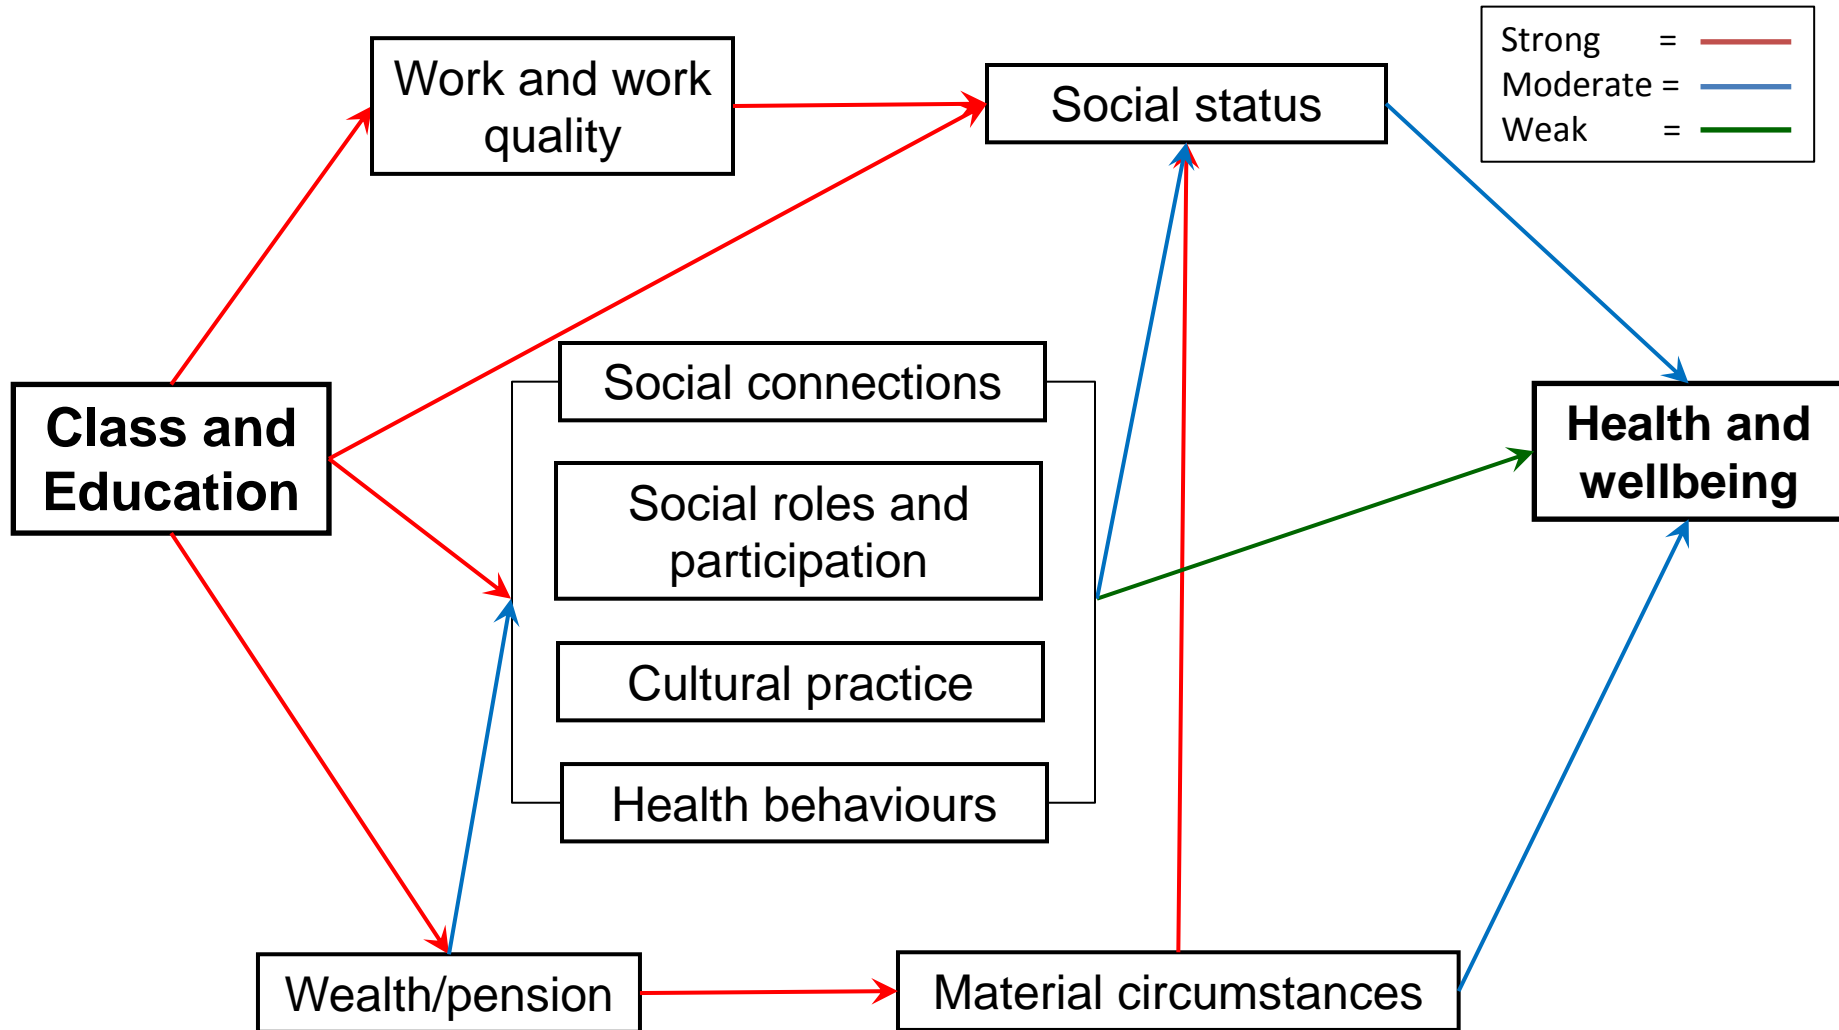 Strong =
Moderate =
Weak =
Work and work
quality
Social status
Social connections
Class and
Education
Social roles and
participation
Health and
wellbeing
Cultural practice
Health behaviours
Wealth/pension
Material circumstances